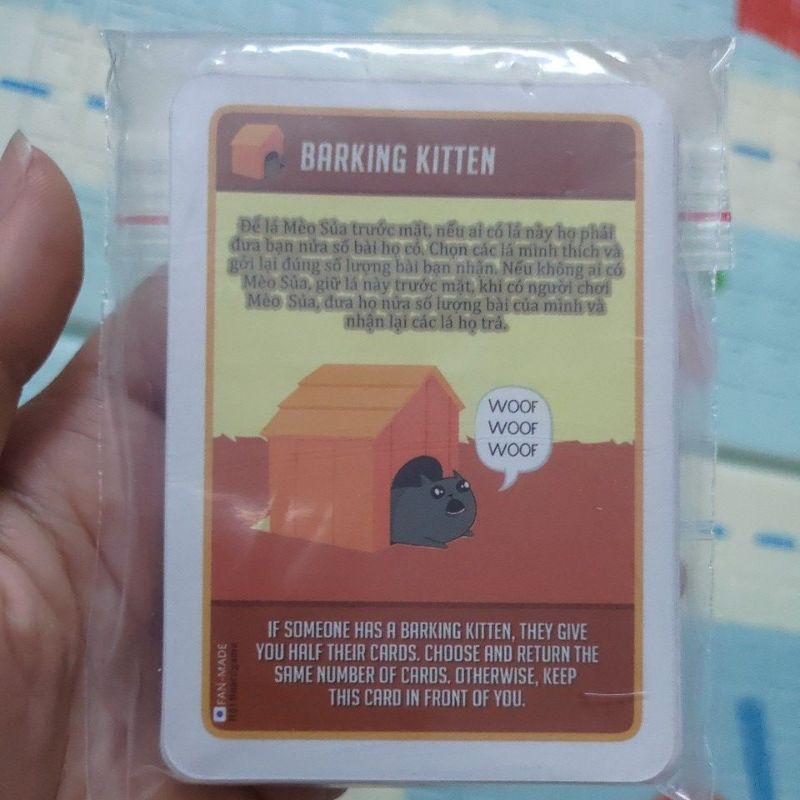 BARKING KITTEN
Để lá Mèo Sủa trước mặt, nếu ai có lá này họ phải
đưa bạn nửa số bài họ có. Chọn các lá mình thích và
gởi lại đúng số lượng bài bạn nhận. Nếu không ai có
Mèo Sủa, giữ lá này trước mặt, khi có người chơi
Mèo Sủa, đưa họ nửa số lượng bài của mình và
nhận lại các lá họ trả.
WOOF
WOOF
WOOF
IF SOMEONE HAS A BARKING KITTEN, THEY GIVE
YOU HALF THEIR CARDS. CHOOSE AND RETURN THE
SAME NUMBER OF CARDS. OTHERWISE, KEEP
THIS CARD IN FRONT OF YOU.
FAN-MADE